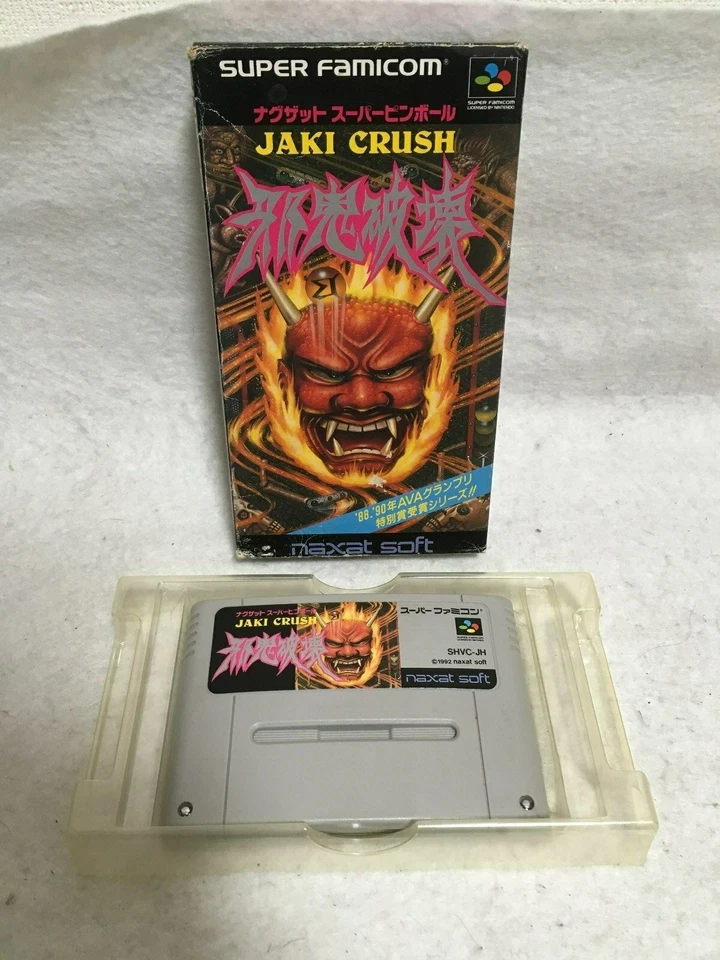 SUPER FAMICOM
SUPER FAMICOM
LICENSED BY NINTENDO
ナグザット スーパーピンボール
JAKI CRUSH
邪鬼破壊
'88.'90年AVAグランプリ
特別賞受賞シリーズ!!
naxat soft
ナグザット スーパーピンボール
JAKI CRUSH
邪鬼破壊
スーパー ファミコン
SHVC-JH
©1992 naxat soft
naxat soft